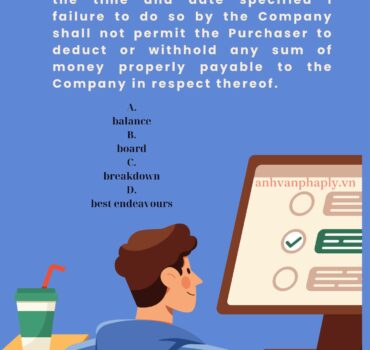 the time and date specified
failure to do so by the Company
shall not permit the Purchaser to
deduct or withhold any sum of
money properly payable to the
Company in respect thereof.
A.
balance
B.
board
C.
breakdown
D.
best endeavours
anhvanphaply.vn